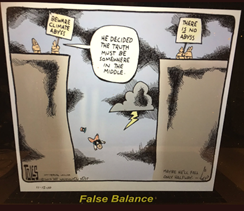 BEWARE
CLIMATE
ABYSS
THERE
IS NO
ABYSS
HE DECIDED
THE TRUTH
MUST BE
SOMEWHERE
IN THE
MIDDLE.
TOLES
False Balance